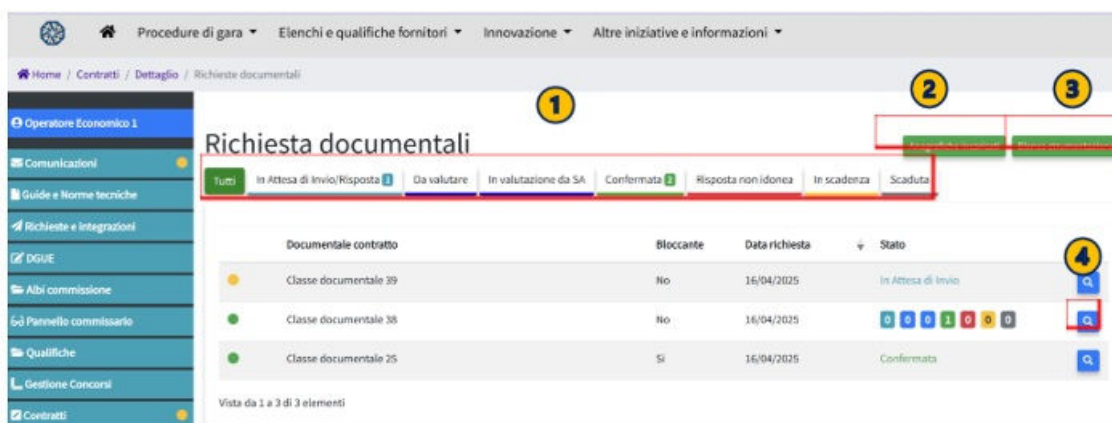 Procedure di gara Elenchi e qualifiche fornitori Innovazione Altre iniziative e informazioni
Home / Contratti / Dettaglio / Richieste documentali
1
2
3
Operatore Economico 1
Richiesta documentali
Comunicazioni
Tutti In Attesa di Invio/Risposta 1 Da valutare In valutazione da SA Confermata 2 Risposta non idonea In scadenza Scaduta
Guide e Norme tecniche
Richieste e integrazioni
DGUE
Albi commissione
Pannello commissario
Qualifiche
Gestione Concorsi
Contratti
Documentale contratto Bloccante Data richiesta Stato
4
Classe documentale 39 No 16/04/2025 In Attesa di Invio
Classe documentale 38 No 16/04/2025 0 0 0 1 0 0 0
Classe documentale 25 Si 16/04/2025 Confermata
Vista da 1 a 3 di 3 elementi